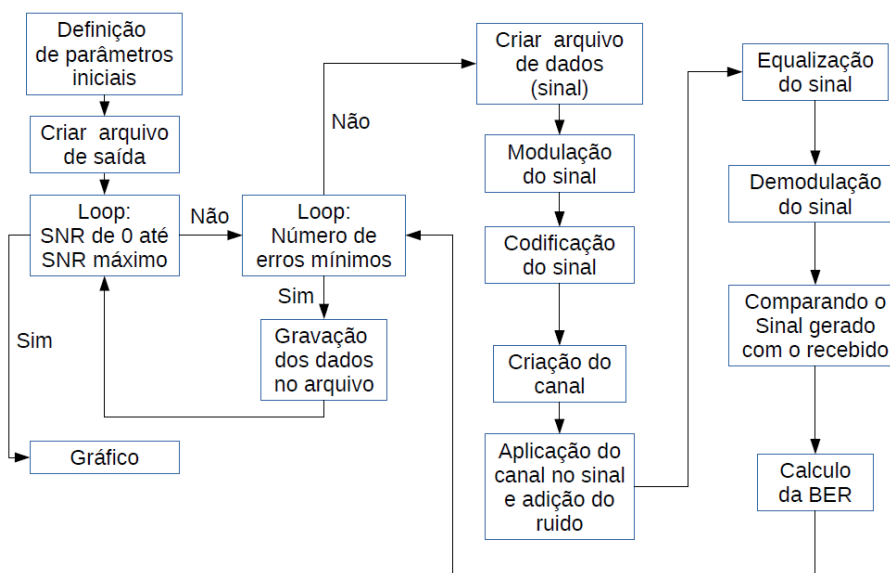 Definição
de parâmetros
iniciais
Criar arquivo
de saída
Loop:
SNR de 0 até
SNR máximo
Não
Sim
Gráfico
Loop:
Número de
erros mínimos
Sim
Gravação
dos dados
no arquivo
Não
Criar arquivo
de dados
(sinal)
Modulação
do sinal
Codificação
do sinal
Criação do
canal
Aplicação do
canal no sinal
e adição do
ruido
Equalização
do sinal
Demodulação
do sinal
Comparando o
Sinal gerado
com o recebido
Calculo
da BER